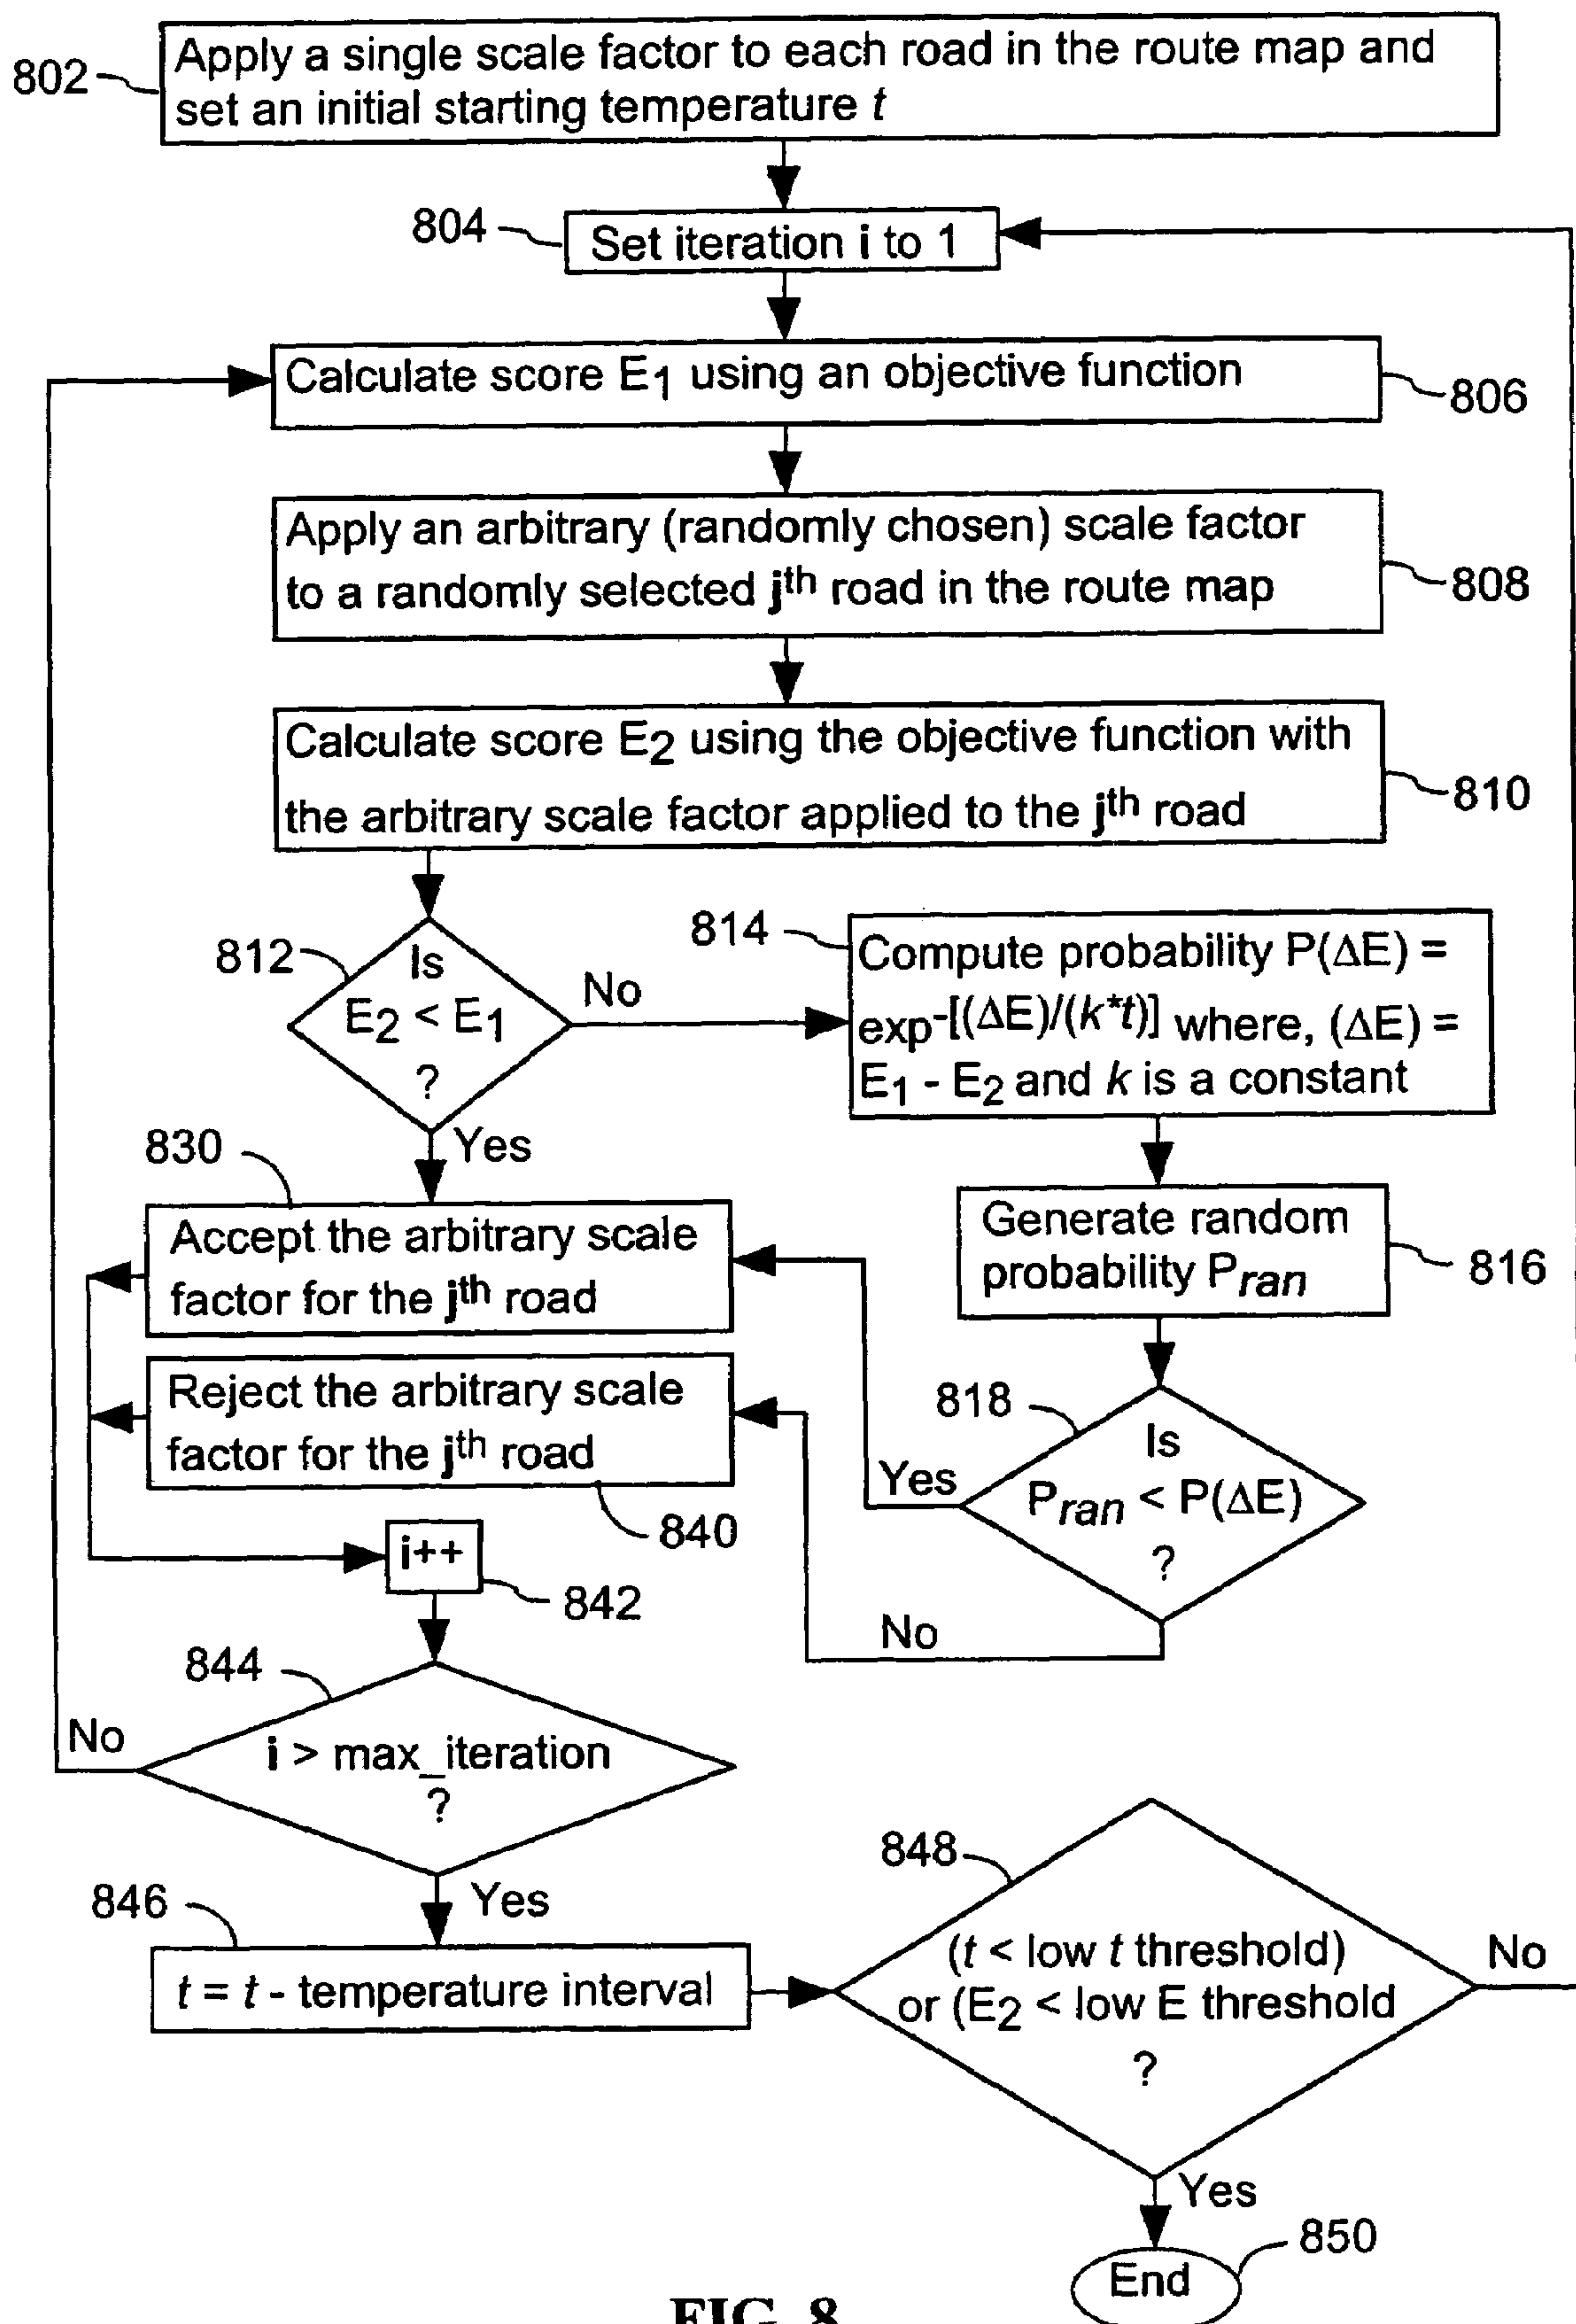 802
Apply a single scale factor to each road in the route map and
set an initial starting temperature t
804
Set iteration i to 1
Calculate score E1 using an objective function
806
Apply an arbitrary (randomly chosen) scale factor
to a randomly selected jth road in the route map
808
Calculate score E2 using the objective function with
the arbitrary scale factor applied to the jth road
810
812
Is
E2 < E1
?
No
Yes
814
Compute probability P(ΔE) =
exp-[(ΔE)/(k*t)] where, (ΔE) =
E1 - E2 and k is a constant
830
Accept the arbitrary scale
factor for the jth road
Generate random
probability Pran
816
Reject the arbitrary scale
factor for the jth road
840
818
Is
Pran < P(ΔE)
?
Yes
No
i++
842
844
i > max_iteration
?
No
Yes
846
t = t - temperature interval
848
(t < low t threshold)
or (E2 < low E threshold
?
No
Yes
End
850
FIG. 8